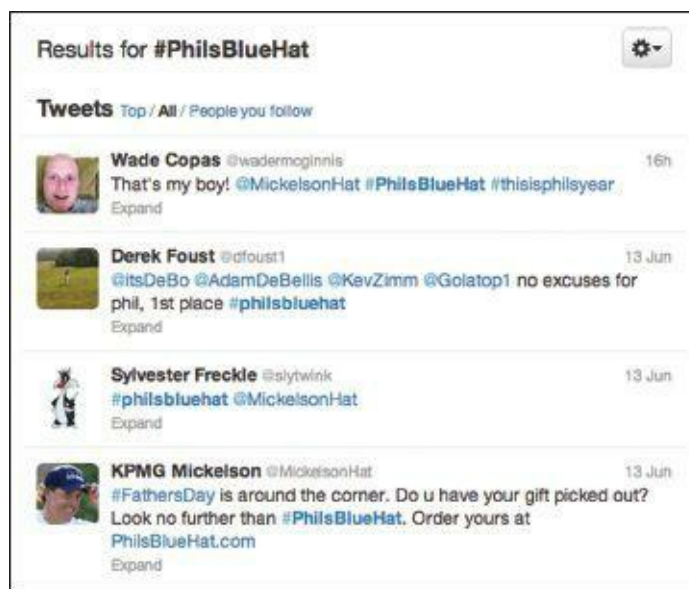 Results for #PhilsBlueHat
Tweets Top / All / People you follow
Wade Copas @wadermcginnis 16h
That's my boy! @MickelsonHat #PhilsBlueHat #thisisphilsyear
Expand
Derek Foust @dfoust1 13 Jun
@itsDeBo @AdamDeBellis @KevZimm @Golatop1 no excuses for
phil, 1st place #philsbluehat
Expand
Sylvester Freckle @slytwink 13 Jun
#philsbluehat @MickelsonHat
Expand
KPMG Mickelson @MickelsonHat 13 Jun
#FathersDay is around the corner. Do u have your gift picked out?
Look no further than #PhilsBlueHat. Order yours at
PhilsBlueHat.com
Expand